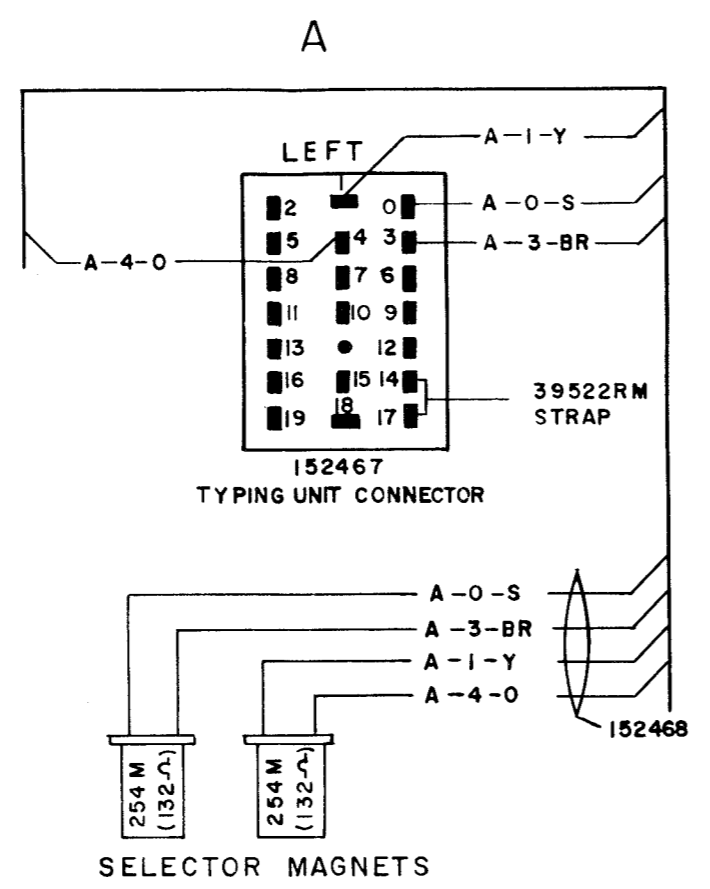 A
LEFT
A-1-Y
2
0
A-0-S
5
4
3
A-3-BR
A-4-O
8
7
6
11
10
9
13
12
16
15
14
39522RM
STRAP
19
18
17
152467
TYPING UNIT CONNECTOR
A-0-S
A-3-BR
A-1-Y
A-4-O
152468
254 M
(132Ω)
254 M
(132Ω)
SELECTOR MAGNETS